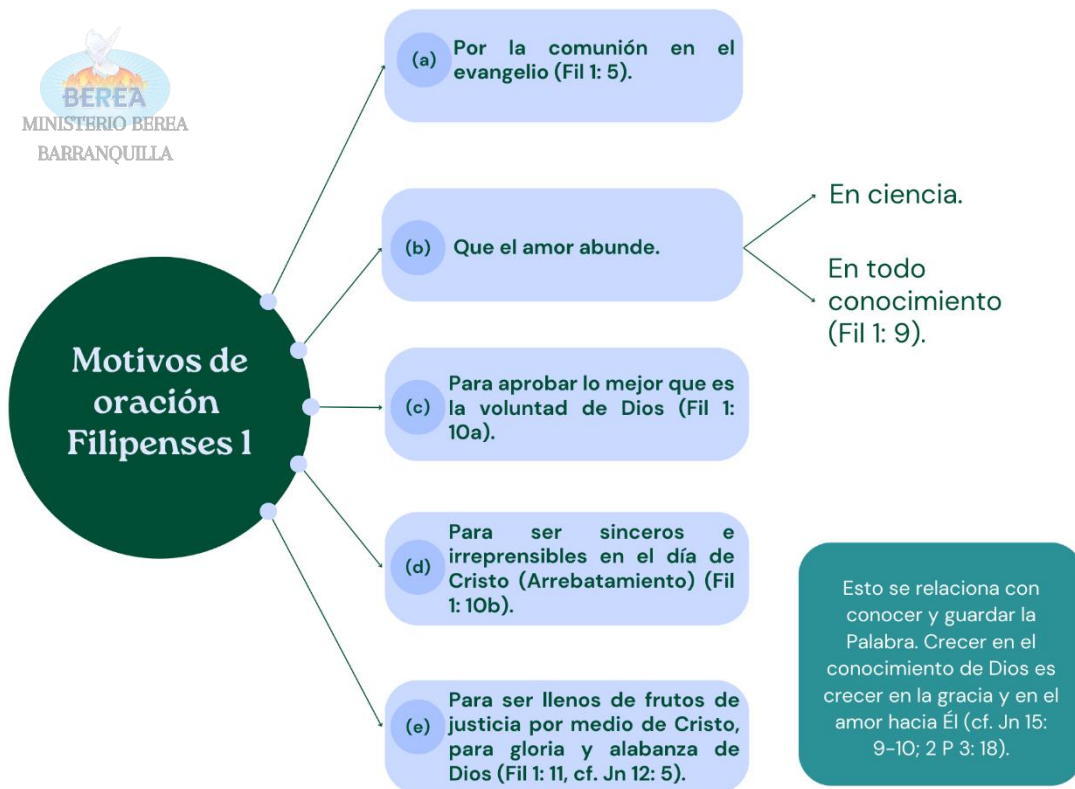 BEREA
MINISTERIO BEREA
BARRANQUILLA
Motivos de
oración
Filipenses 1
(a)
Por la comunión en el
evangelio (Fil 1: 5).
(b)
Que el amor abunde.
En ciencia.
En todo
conocimiento
(Fil 1: 9).
(c)
Para aprobar lo mejor que es
la voluntad de Dios (Fil 1:
10a).
(d)
Para ser sinceros e
irreprensibles en el día de
Cristo (Arrebatamiento) (Fil
1: 10b).
(e)
Para ser llenos de frutos de
justicia por medio de Cristo,
para gloria y alabanza de
Dios (Fil 1: 11, cf. Jn 12: 5).
Esto se relaciona con
conocer y guardar la
Palabra. Crecer en el
conocimiento de Dios es
crecer en la gracia y en el
amor hacia Él (cf. Jn 15:
9-10; 2 P 3: 18).